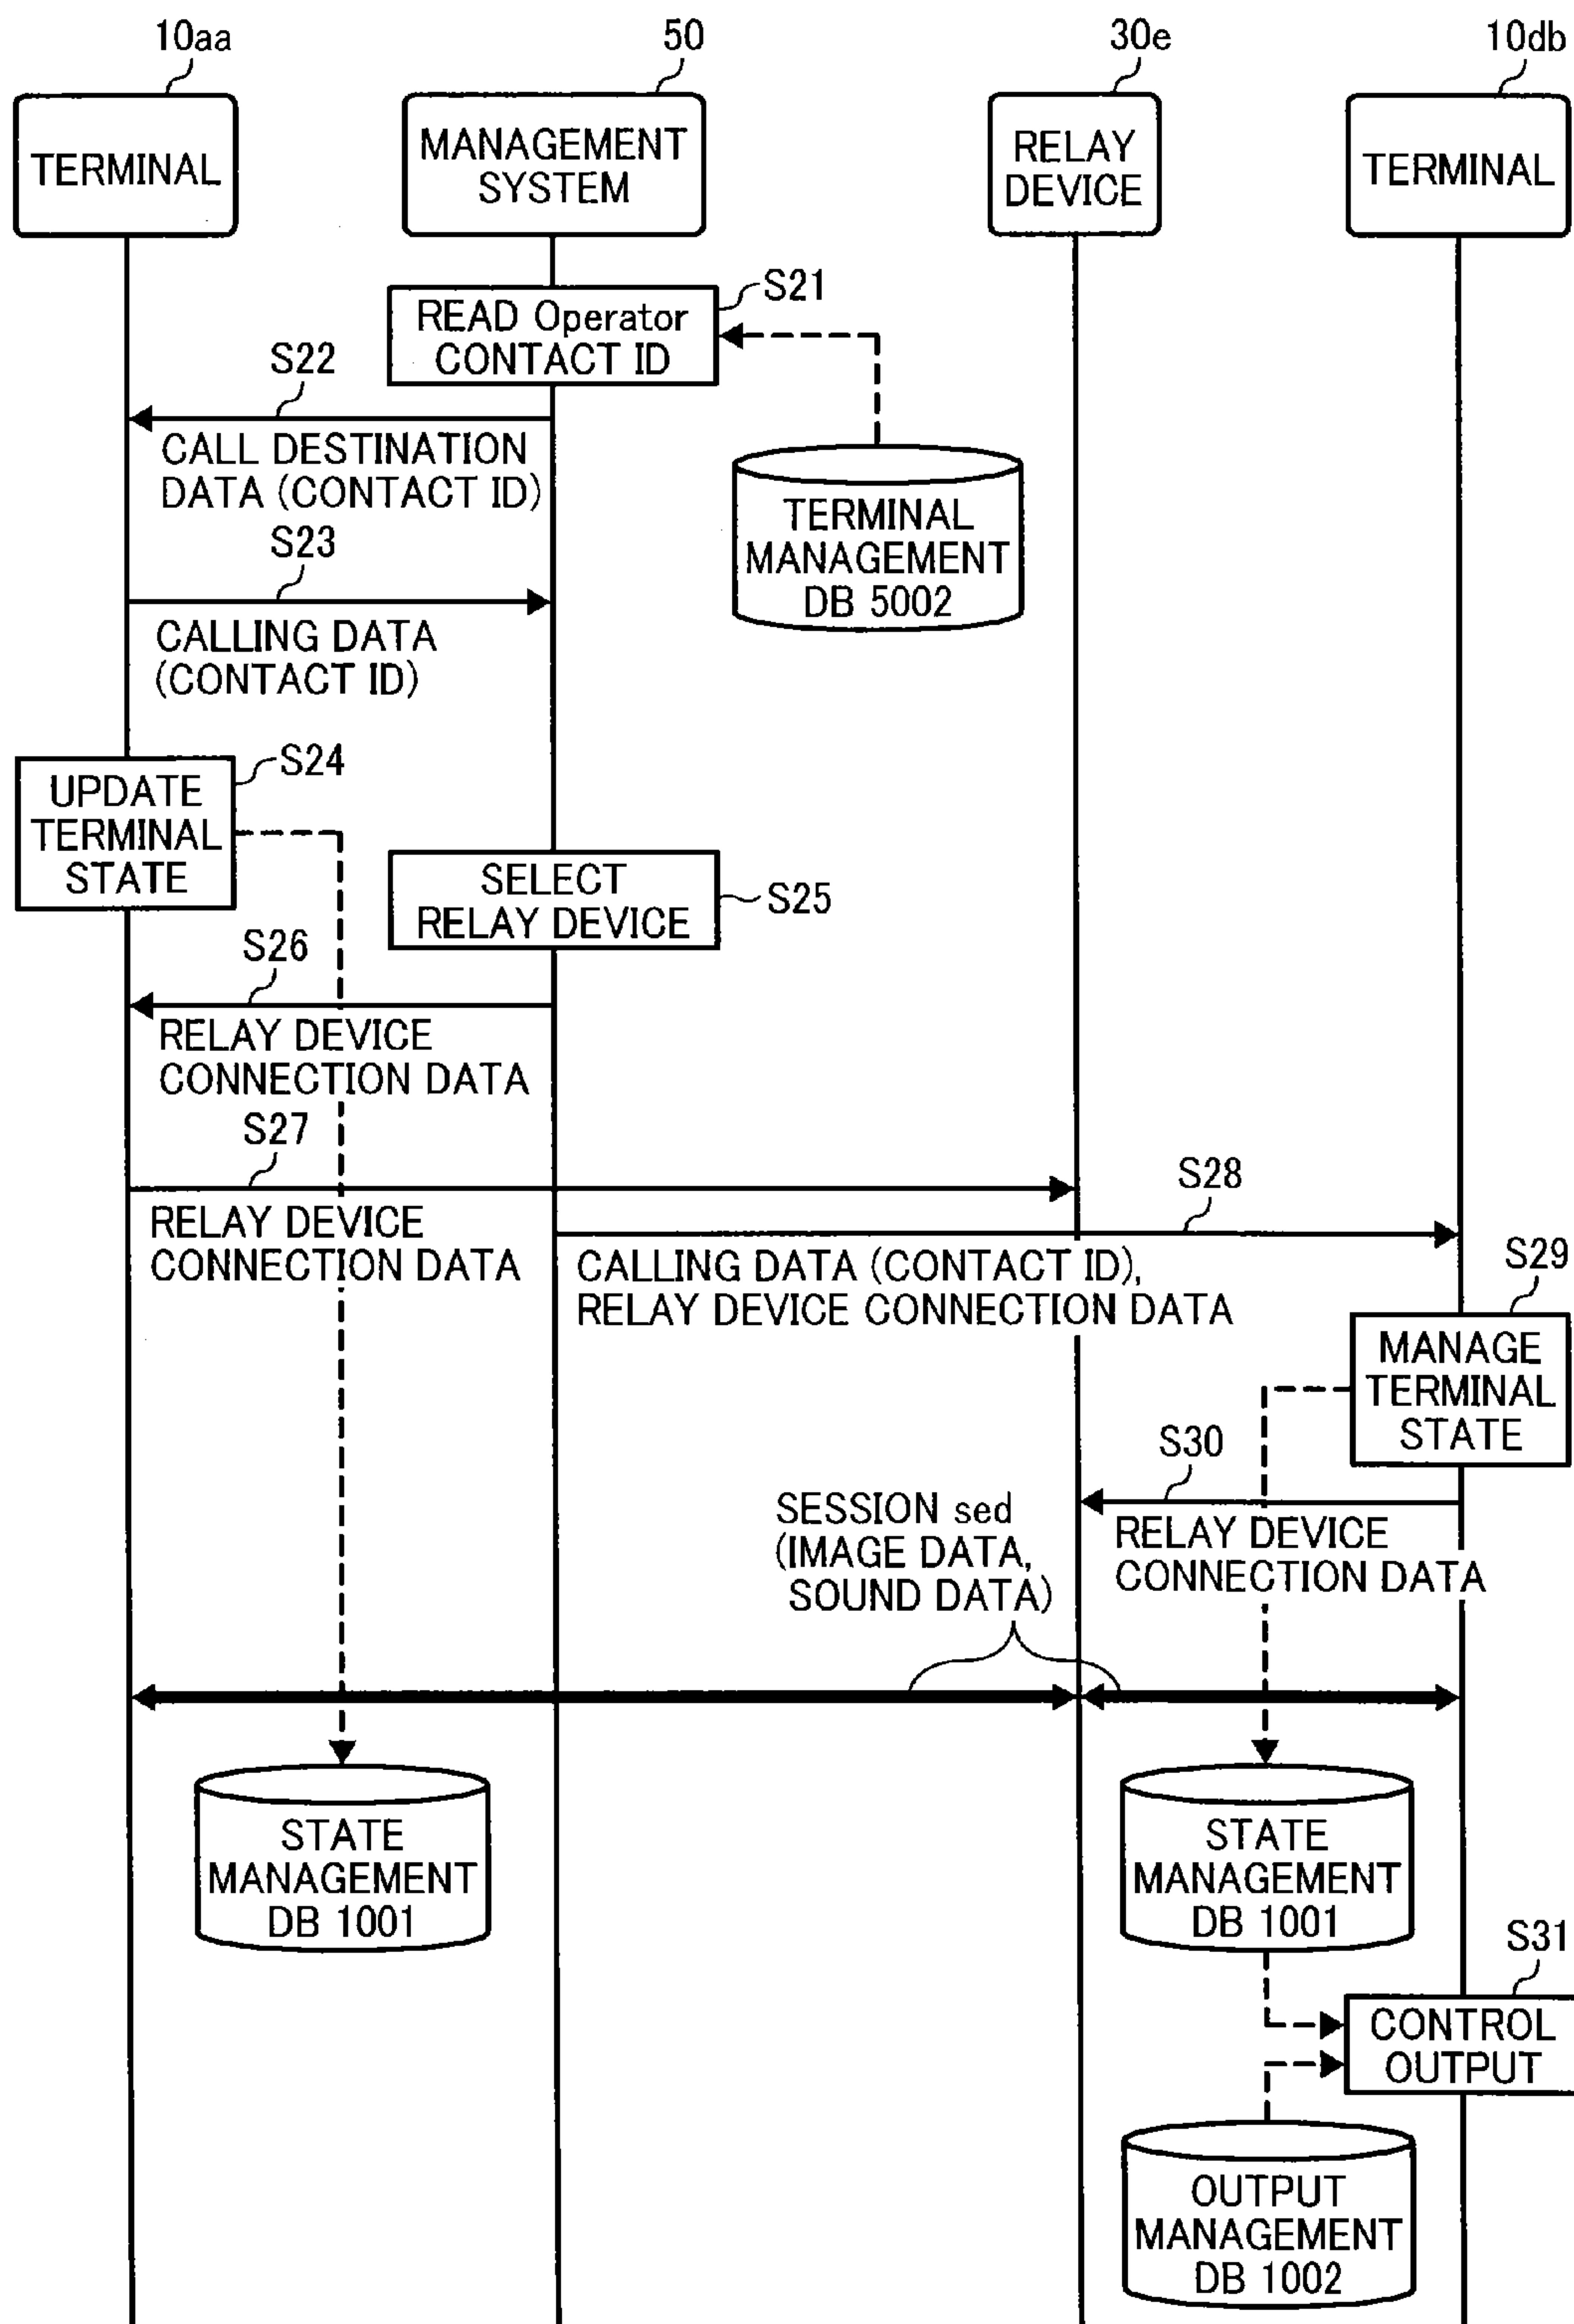 10aa
50
30e
10db
TERMINAL
MANAGEMENT
SYSTEM
RELAY
DEVICE
TERMINAL
S21
READ Operator
CONTACT ID
S22
CALL DESTINATION
DATA (CONTACT ID)
TERMINAL
MANAGEMENT
DB 5002
S23
CALLING DATA
(CONTACT ID)
S24
UPDATE
TERMINAL
STATE
SELECT
RELAY DEVICE
S25
S26
RELAY DEVICE
CONNECTION DATA
S27
RELAY DEVICE
CONNECTION DATA
S28
CALLING DATA (CONTACT ID),
RELAY DEVICE CONNECTION DATA
S29
MANAGE
TERMINAL
STATE
S30
RELAY DEVICE
CONNECTION DATA
SESSION sed
(IMAGE DATA,
SOUND DATA)
STATE
MANAGEMENT
DB 1001
STATE
MANAGEMENT
DB 1001
S31
CONTROL
OUTPUT
OUTPUT
MANAGEMENT
DB 1002